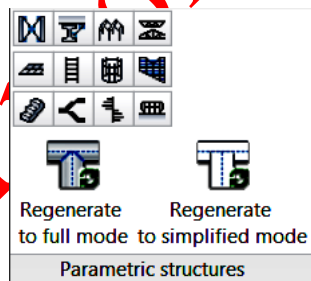 Regenerate Regenerate
to full mode to simplified mode
Parametric structures